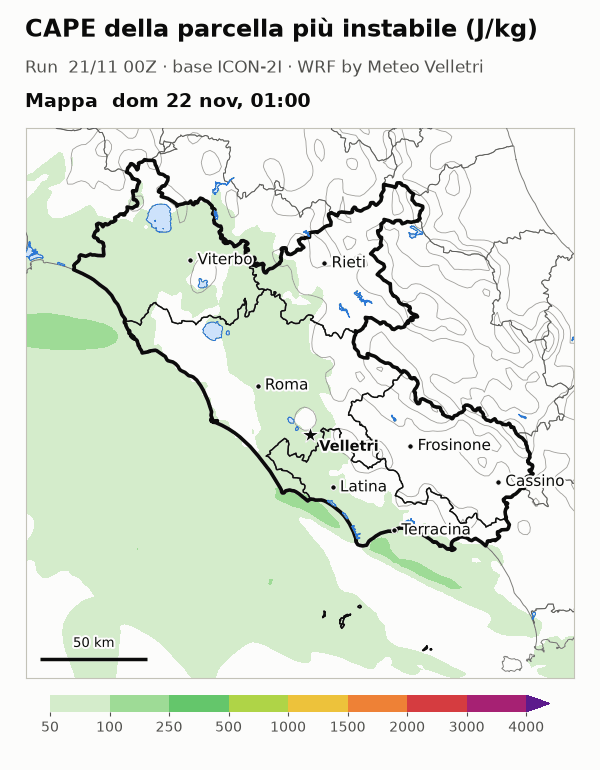 CAPE della parcella più instabile (J/kg)
Run  21/11 00Z · base ICON-2I · WRF by Meteo Velletri
Mappa  dom 22 nov, 01:00
Viterbo
Rieti
Roma
Velletri
Frosinone
Cassino
Latina
Terracina
50 km
50 100 250 500 1000 1500 2000 3000 4000